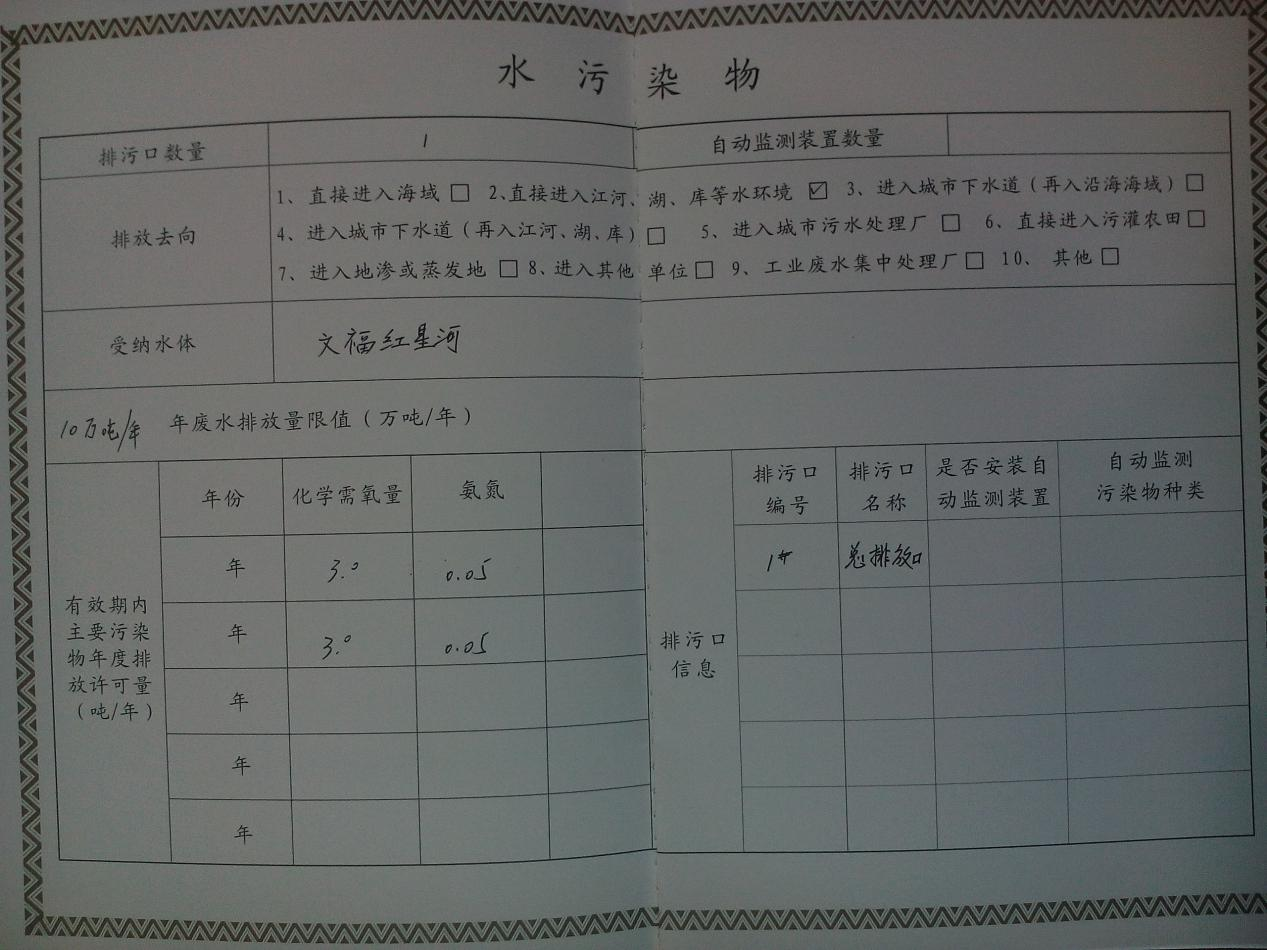 水污染物
排污口数量 1 自动监测装置数量
排放去向
1、直接进入海域 □ 2、直接进入江河、湖、库等水环境 ☑ 3、进入城市下水道（再入沿海海域）□
4、进入城市下水道（再入江河、湖、库）□ 5、进入城市污水处理厂 □ 6、直接进入污灌农田 □
7、进入地渗或蒸发地 □ 8、进入其他单位 □ 9、工业废水集中处理厂 □ 10、其他 □
受纳水体 文福红星河
10万吨/年 年废水排放量限值（万吨/年）
有效期内
主要污染
物年度排
放许可量
（吨/年）
年份 化学需氧量 氨氮
年 3.0 0.05
年 3.0 0.05
年
年
年
排污口
信息
排污口
编号
排污口
名称
是否安装自
动监测装置
自动监测
污染物种类
1# 总排放口